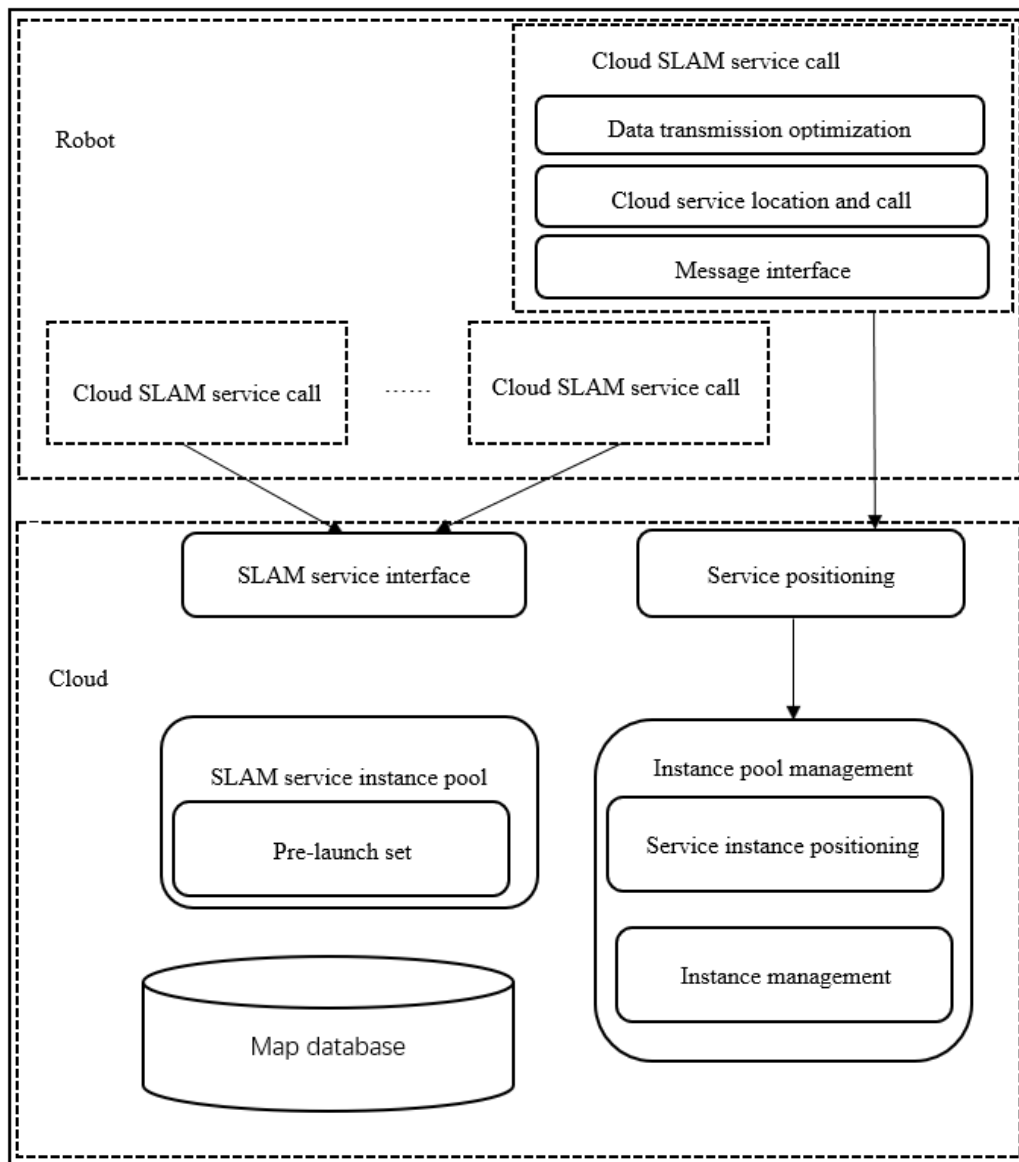 Cloud SLAM service call
Data transmission optimization
Robot
Cloud service location and call
Message interface
Cloud SLAM service call
......
Cloud SLAM service call
SLAM service interface
Service positioning
Cloud
SLAM service instance pool
Instance pool management
Pre-launch set
Service instance positioning
Instance management
Map database